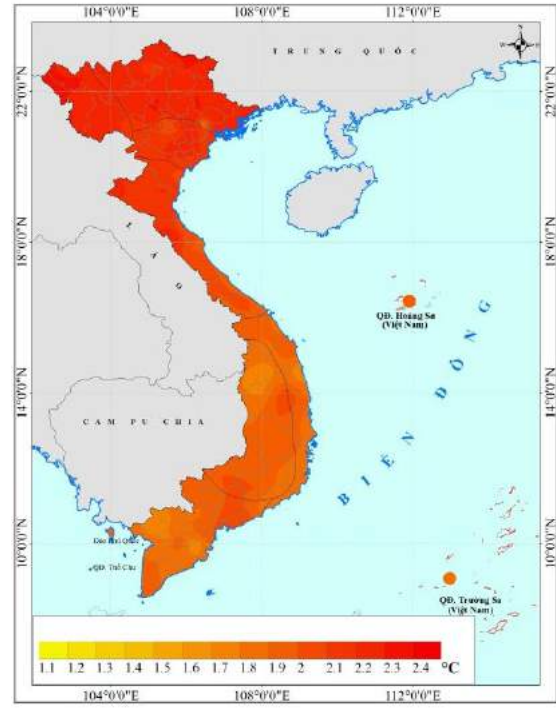 104°0'0"E 108°0'0"E 112°0'0"E
N
W E
S
TRUNG QUỐC
22°0'0"N 22°0'0"N
LÀO
18°0'0"N 18°0'0"N
QĐ. Hoàng Sa
(Việt Nam)
BIỂN ĐÔNG
14°0'0"N 14°0'0"N
CAM PU CHIA
10°0'0"N 10°0'0"N
Đảo Phú Quốc
QĐ. Thổ Chu
QĐ. Trường Sa
(Việt Nam)
1.1 1.2 1.3 1.4 1.5 1.6 1.7 1.8 1.9 2 2.1 2.2 2.3 2.4 °C
104°0'0"E 108°0'0"E 112°0'0"E